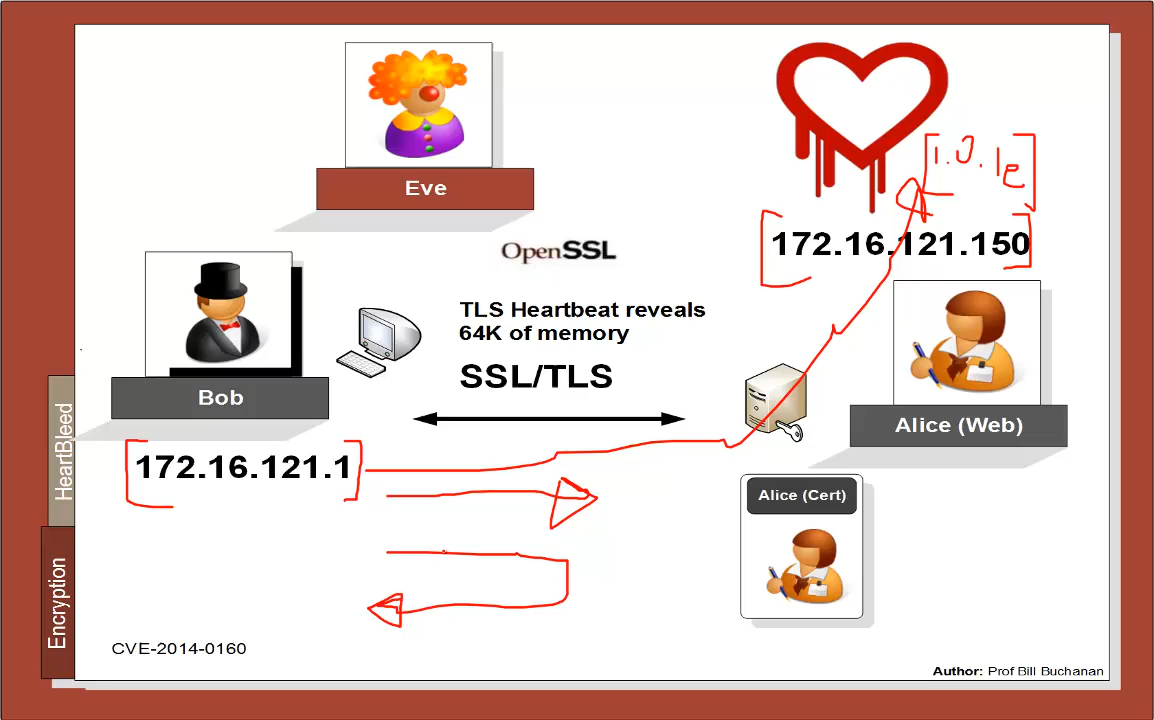 Eve
1.0.1e
172.16.121.150
OpenSSL
TLS Heartbeat reveals
64K of memory
SSL/TLS
Bob
Alice (Web)
172.16.121.1
Alice (Cert)
HeartBleed
Encryption
CVE-2014-0160
Author: Prof Bill Buchanan